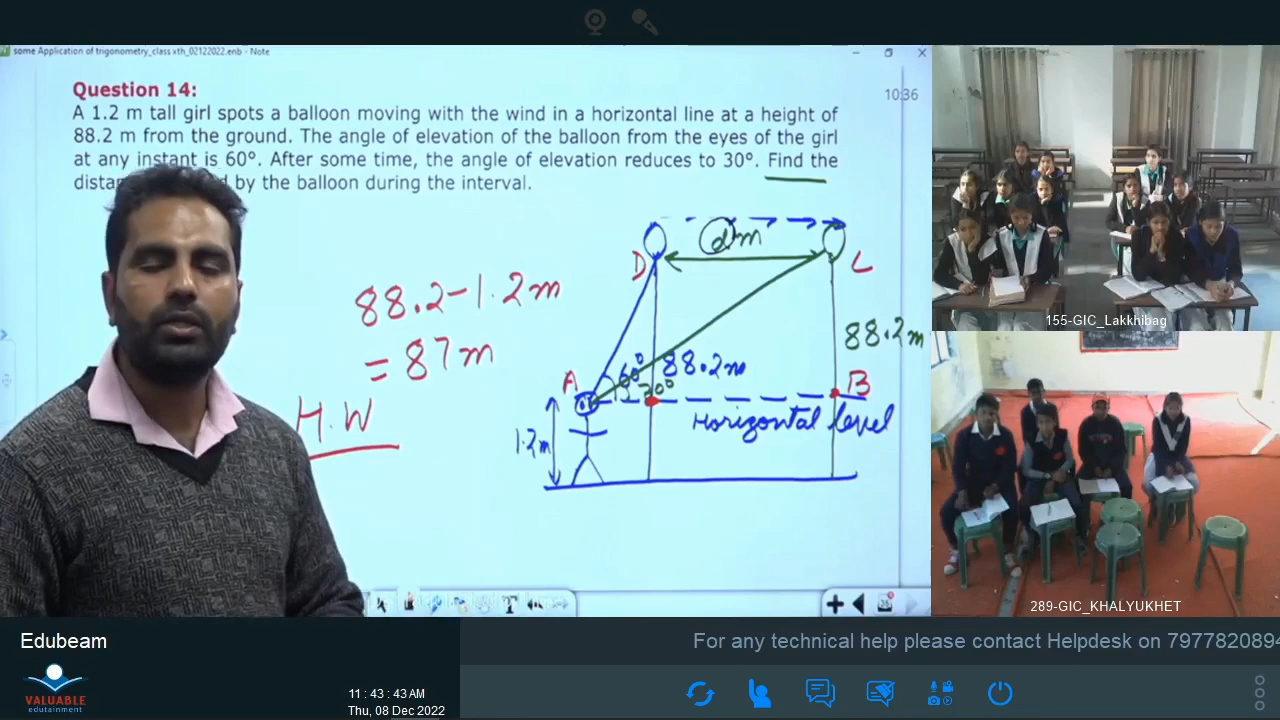 some Application of trigonometry_class xth_02122022.enb - Note
Question 14:
10:36
A 1.2 m tall girl spots a balloon moving with the wind in a horizontal line at a height of
88.2 m from the ground. The angle of elevation of the balloon from the eyes of the girl
at any instant is 60°. After some time, the angle of elevation reduces to 30°. Find the
by the balloon during the interval.
d m
D
C
88.2-1.2m
= 87m
H.W
88.2m
A
60°
88.2m
30°
B
Horizontal level
1.2m
155-GIC_Lakkhibag
289-GIC_KHALYUKHET
Edubeam
For any technical help please contact Helpdesk on 7977820894
VALUABLE
edutainment
11 : 43 : 43 AM
Thu, 08 Dec 2022